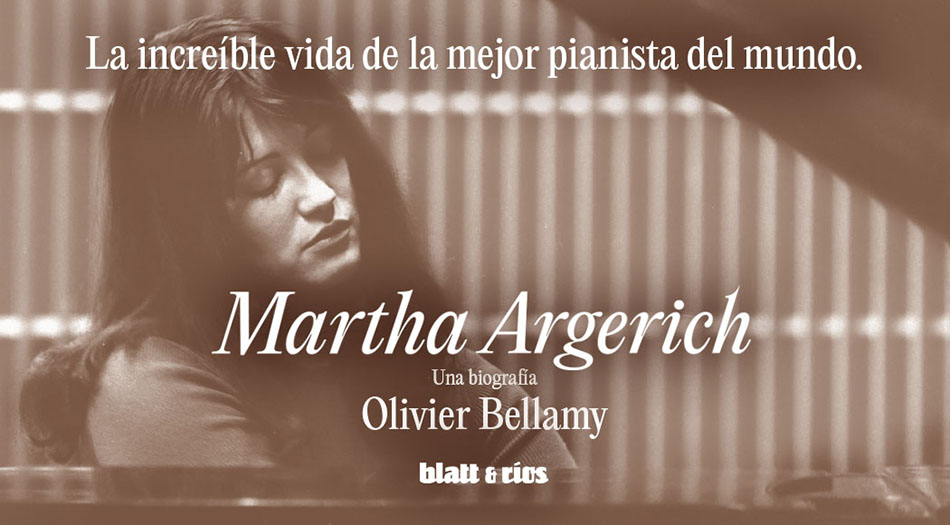 La increíble vida de la mejor pianista del mundo.
Martha Argerich
Una biografía
Olivier Bellamy
blatt & ríos